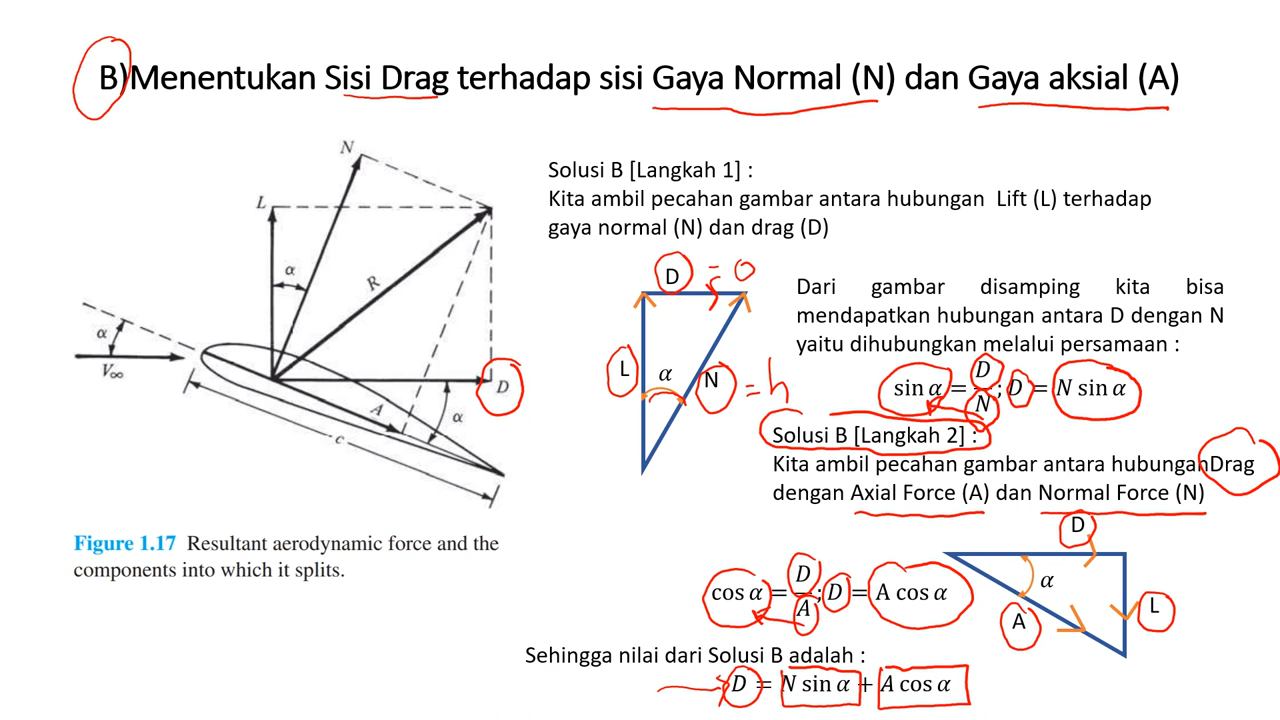 B)Menentukan Sisi Drag terhadap sisi Gaya Normal (N) dan Gaya aksial (A)
N
L
α
R
α
V∞
D
A
α
c
Figure 1.17 Resultant aerodynamic force and the
components into which it splits.
Solusi B [Langkah 1] :
Kita ambil pecahan gambar antara hubungan Lift (L) terhadap
gaya normal (N) dan drag (D)
D = o
L
α
N = h
Dari gambar disamping kita bisa
mendapatkan hubungan antara D dengan N
yaitu dihubungkan melalui persamaan :
sin α = D/N ; D = N sin α
Solusi B [Langkah 2] :
Kita ambil pecahan gambar antara hubunganDrag
dengan Axial Force (A) dan Normal Force (N)
D
α
A
L
cos α = D/A ; D = A cos α
Sehingga nilai dari Solusi B adalah :
D = N sin α + A cos α